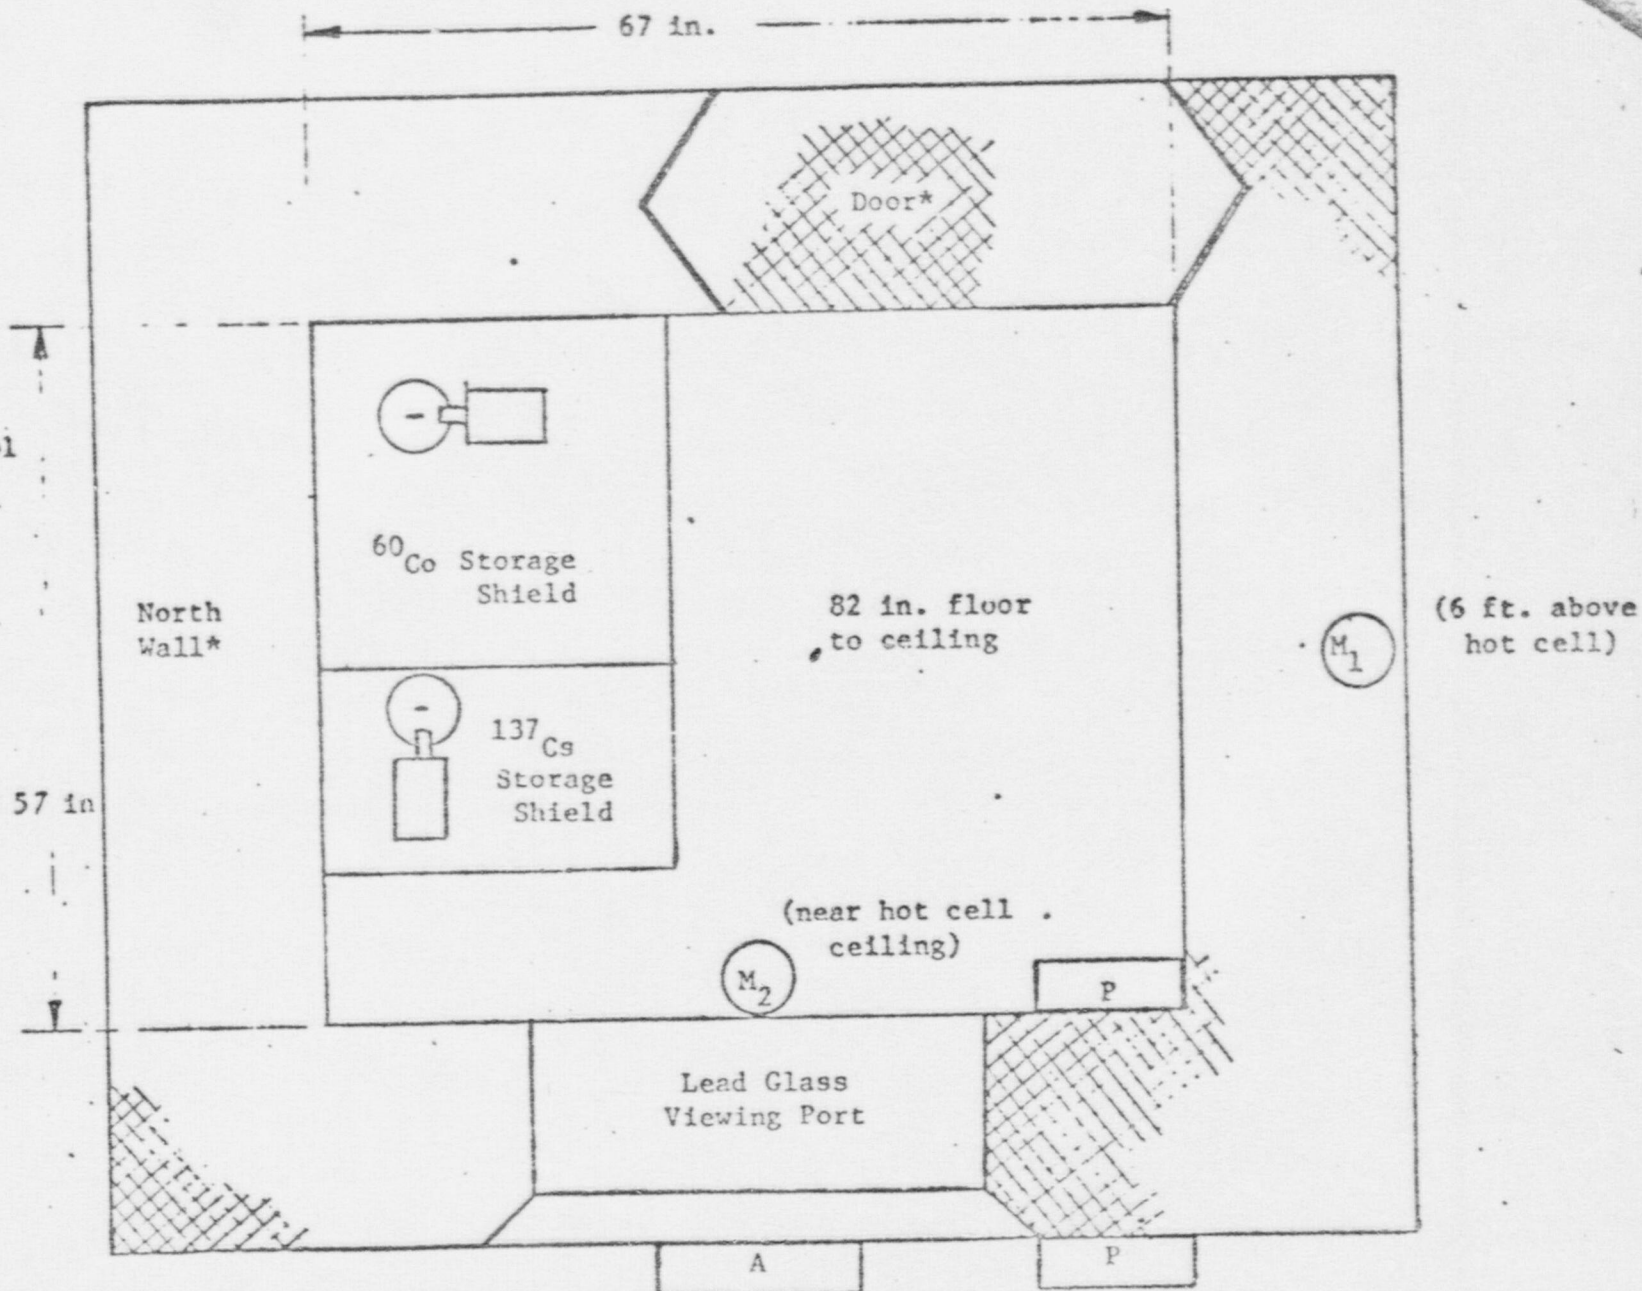 67 in.
Door*
60Co Storage
Shield
North
Wall*
82 in. floor
to ceiling
(6 ft. above
hot cell)
M1
137Cs
Storage
Shield
57 in
(near hot cell
ceiling)
M2
P
Lead Glass
Viewing Port
A
P